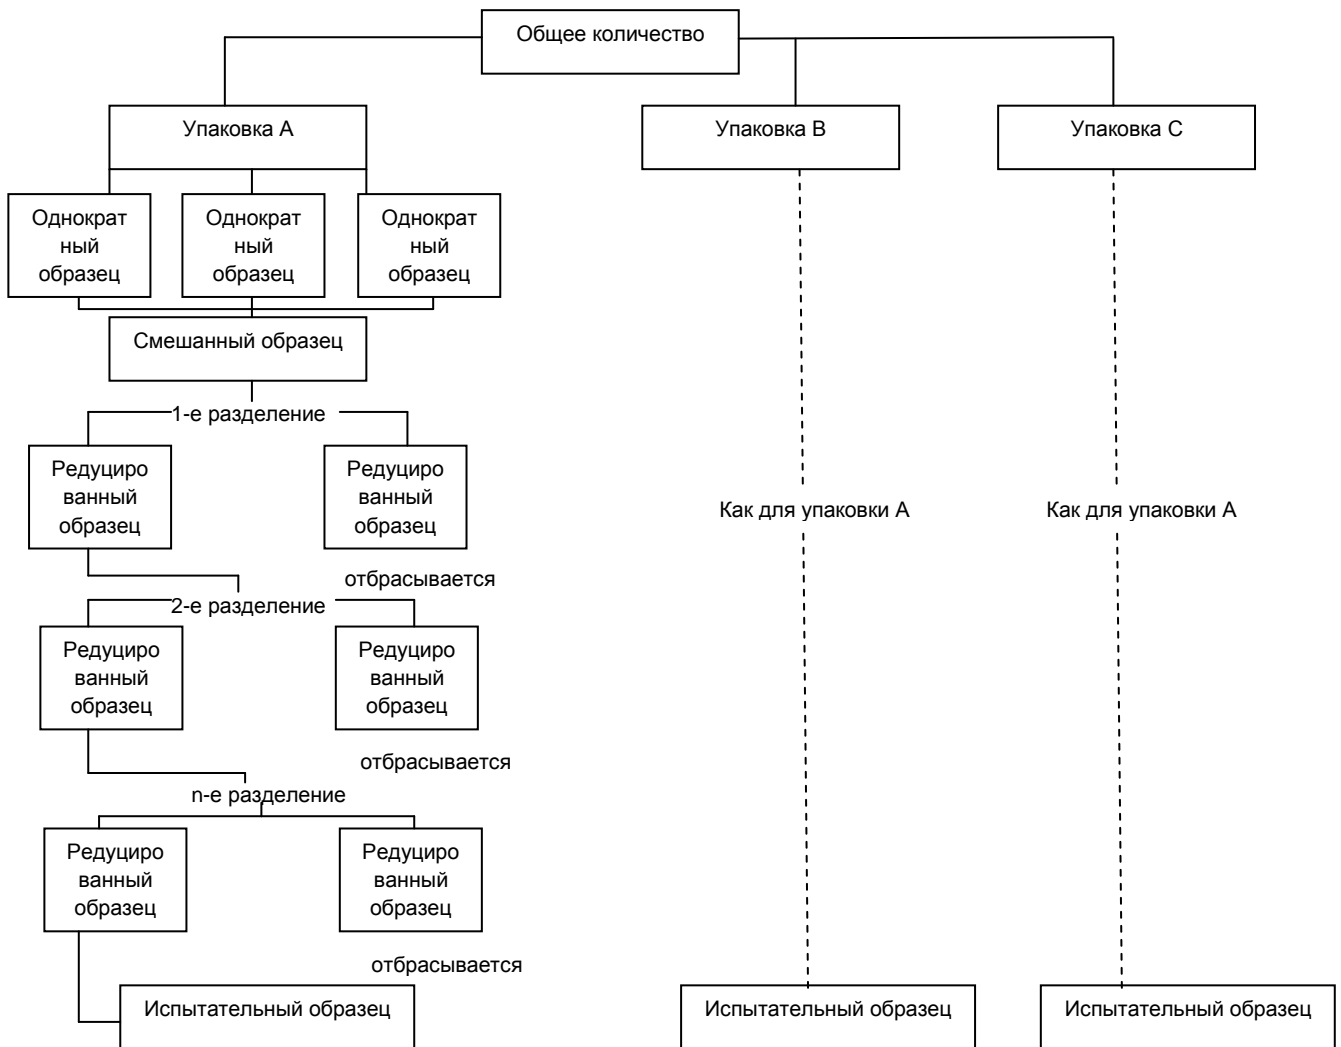 Общее количество
Упаковка А
Упаковка В
Упаковка С
Однократ
ный
образец
Однократ
ный
образец
Однократ
ный
образец
Смешанный образец
1-е разделение
Редуциро
ванный
образец
Редуциро
ванный
образец
Как для упаковки А
Как для упаковки А
отбрасывается
2-е разделение
Редуциро
ванный
образец
Редуциро
ванный
образец
отбрасывается
n-е разделение
Редуциро
ванный
образец
Редуциро
ванный
образец
отбрасывается
Испытательный образец
Испытательный образец
Испытательный образец